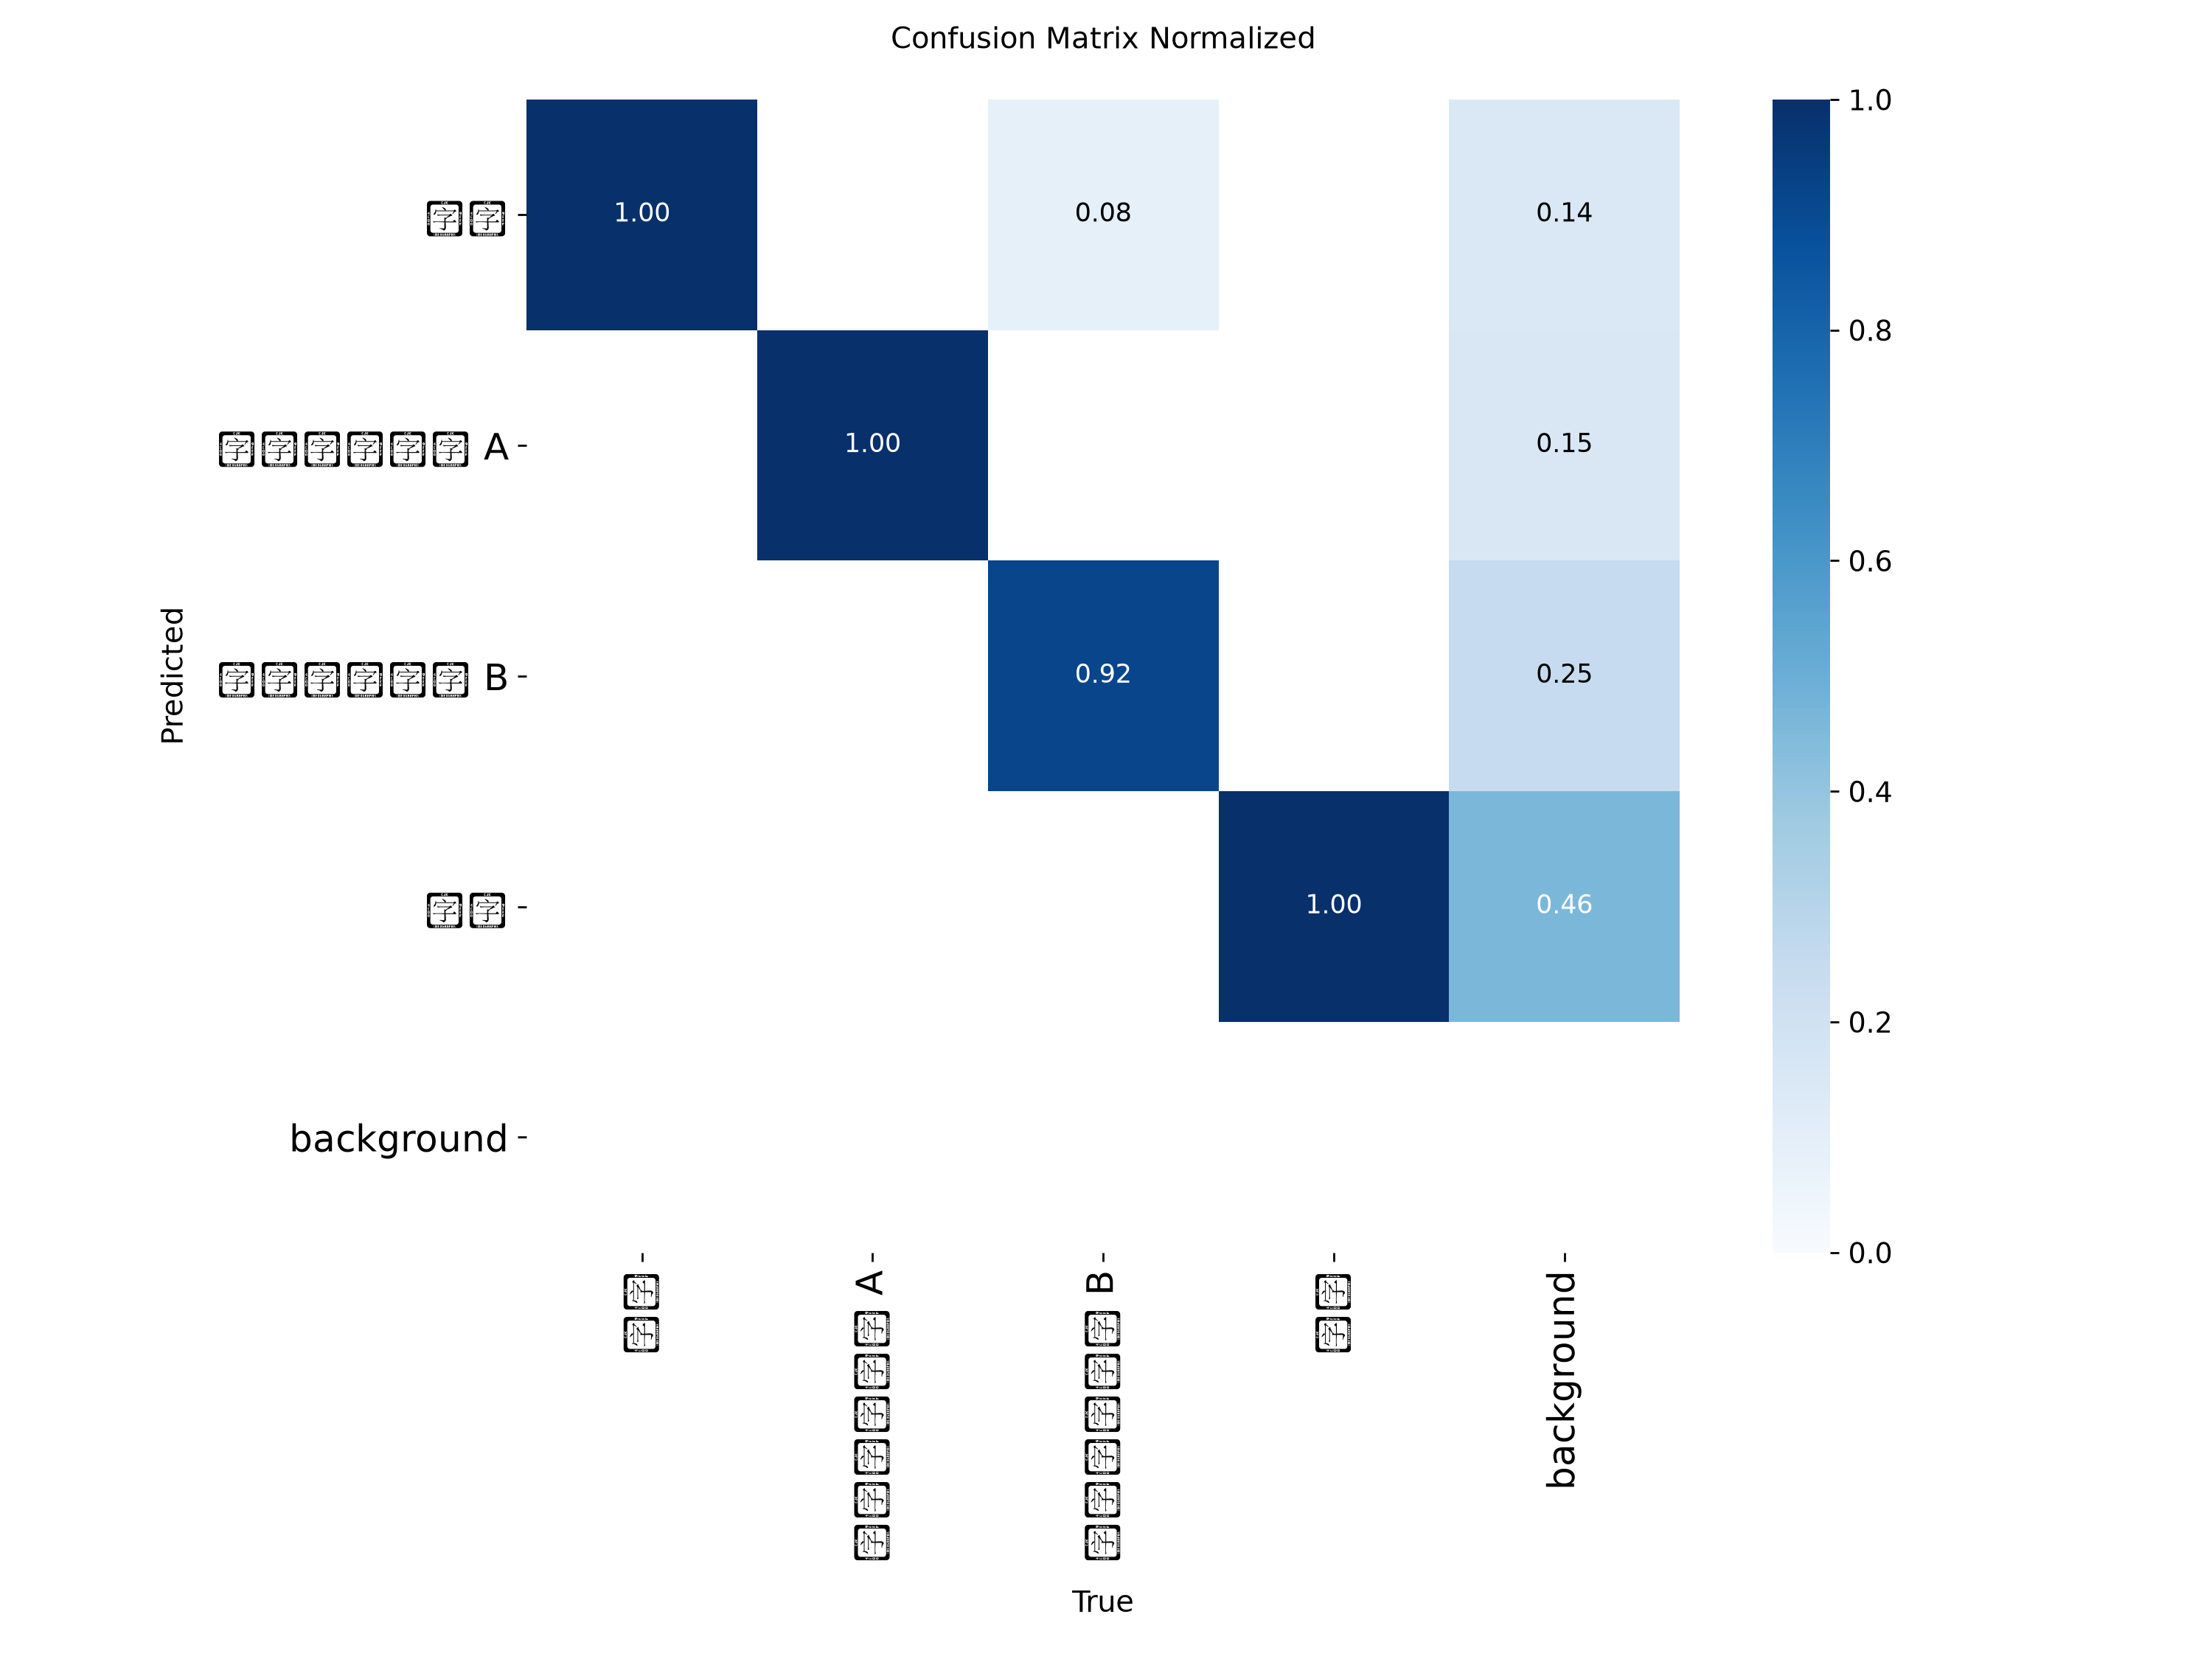 Confusion Matrix Normalized
1.00 0.08 0.14
A 1.00 0.15
B 0.92 0.25
1.00 0.46
background
A B background
Predicted
True
1.0
0.8
0.6
0.4
0.2
0.0